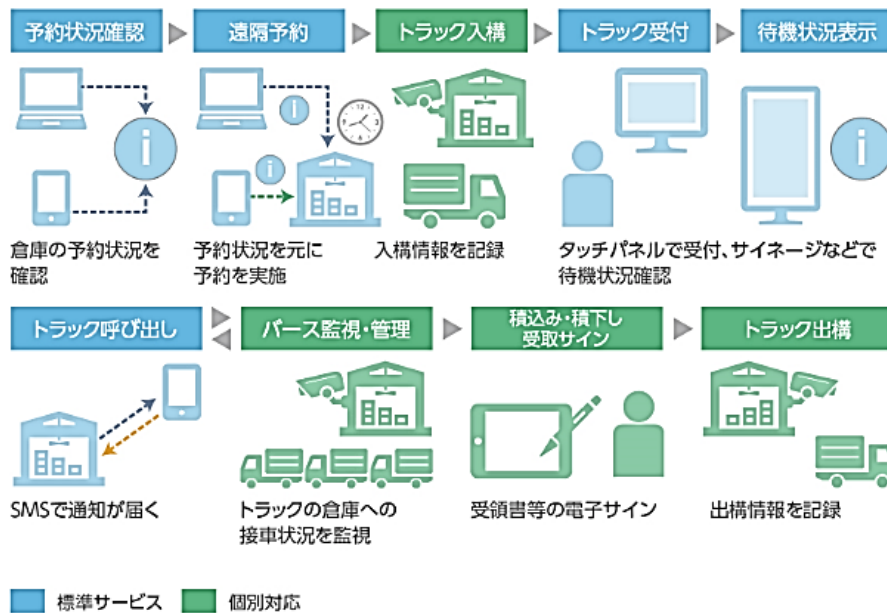 予約状況確認
遠隔予約
トラック入構
トラック受付
待機状況表示
倉庫の予約状況を
確認
予約状況を元に
予約を実施
入構情報を記録
タッチパネルで受付、サイネージなどで
待機状況確認
トラック呼び出し
バース監視・管理
積込み・積下し
受取サイン
トラック出構
SMSで通知が届く
トラックの倉庫への
接車状況を監視
受領書等の電子サイン
出構情報を記録
標準サービス
個別対応